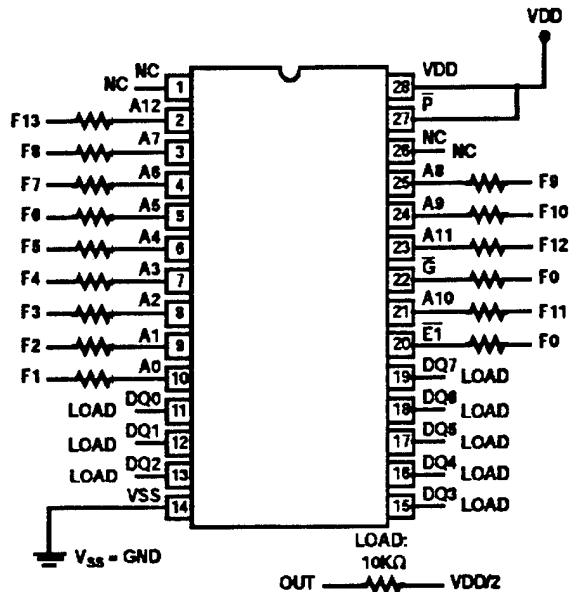 VDD
NC NC 1 28 VDD
F13 A12 2 27 P̅
F8 A7 3 26 NC NC
F7 A6 4 25 A8 F9
F6 A5 5 24 A9 F10
F5 A4 6 23 A11 F12
F4 A3 7 22 G̅ F0
F3 A2 8 21 A10 F11
F2 A1 9 20 E1̅ F0
F1 A0 10 19 DQ7 LOAD
LOAD DQ0 11 18 DQ6 LOAD
LOAD DQ1 12 17 DQ5 LOAD
LOAD DQ2 13 16 DQ4 LOAD
VSS 14 15 DQ3 LOAD
VSS = GND
LOAD:
10KΩ
OUT VDD/2